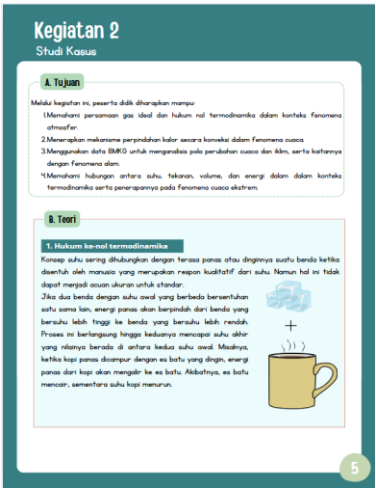 Kegiatan 2
Studi Kasus
A. Tujuan
Melalui kegiatan ini, peserta didik diharapkan mampu:
1.Memahami persamaan gas ideal dan hukum nol termodinamika dalam konteks fenomena
atmosfer.
2.Menerapkan mekanisme perpindahan kalor secara konveksi dalam fenomena cuaca.
3.Menggunakan data BMKG untuk menganalisis pola perubahan cuaca dan iklim, serta kaitannya
dengan fenomena alam.
4.Memahami hubungan antara suhu, tekanan, volume, dan energi dalam dalam konteks
termodinamika serta penerapannya pada fenomena cuaca ekstrem.
B. Teori
1. Hukum ke-nol termodinamika
Konsep suhu sering dihubungkan dengan terasa panas atau dinginnya suatu benda ketika
disentuh oleh manusia yang merupakan respon kualitatif dari suhu. Namun hal ini tidak
dapat menjadi acuan ukuran untuk standar.
Jika dua benda dengan suhu awal yang berbeda bersentuhan
satu sama lain, energi panas akan berpindah dari benda yang
bersuhu lebih tinggi ke benda yang bersuhu lebih rendah.
Proses ini berlangsung hingga keduanya mencapai suhu akhir
yang nilainya berada di antara kedua suhu awal. Misalnya,
ketika kopi panas dicampur dengan es batu yang dingin, energi
panas dari kopi akan mengalir ke es batu. Akibatnya, es batu
mencair, sementara suhu kopi menurun.
+
5